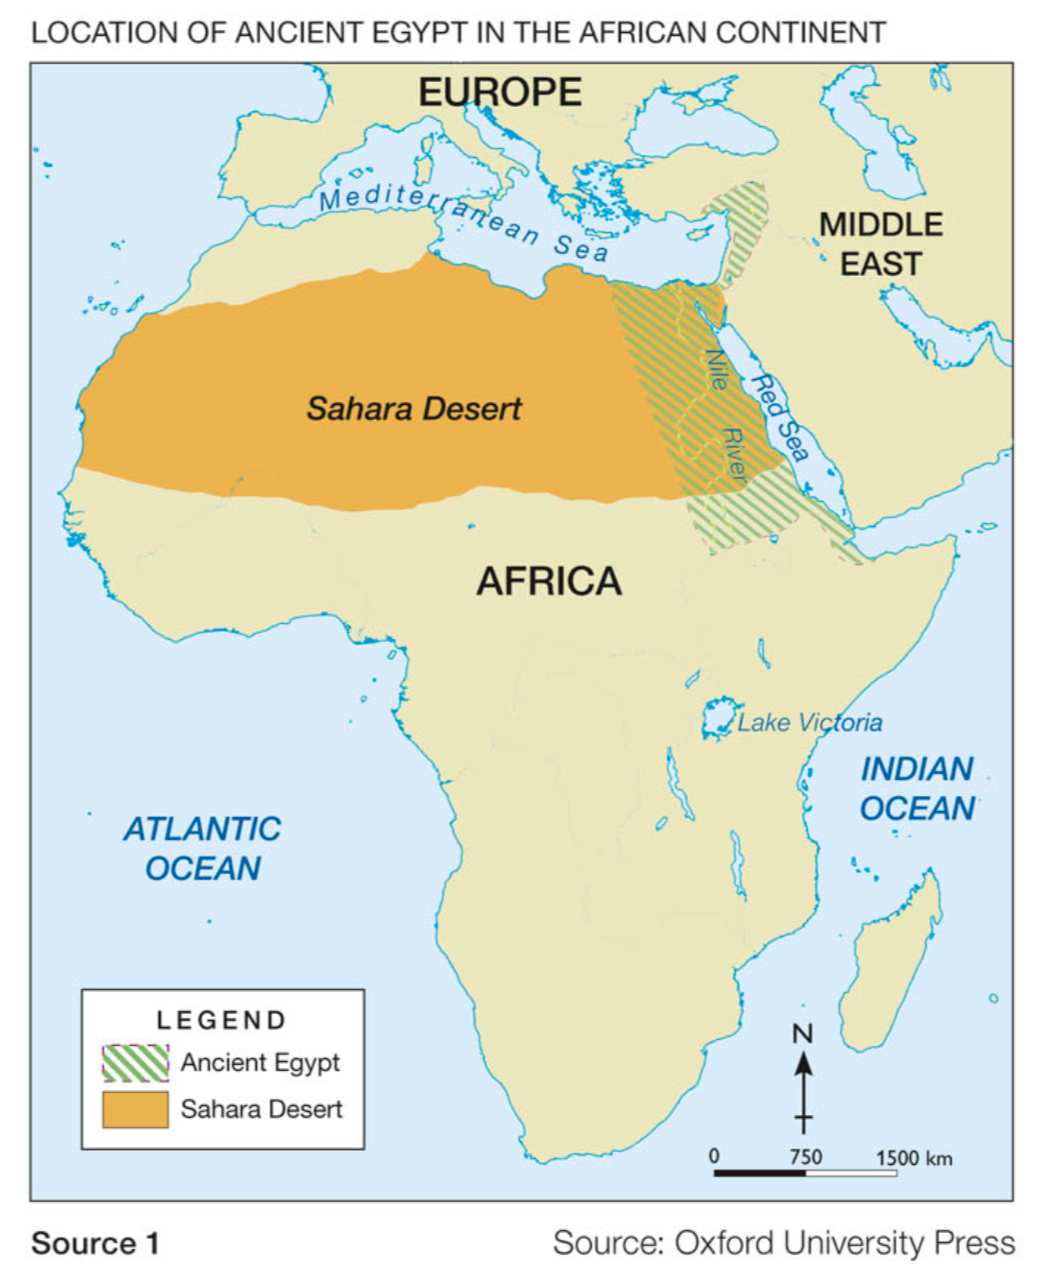 LOCATION OF ANCIENT EGYPT IN THE AFRICAN CONTINENT
EUROPE
Mediterranean Sea
MIDDLE
EAST
Sahara Desert
Nile
River
Red Sea
AFRICA
Lake Victoria
INDIAN
OCEAN
ATLANTIC
OCEAN
LEGEND
Ancient Egypt
Sahara Desert
N
0 750 1500 km
Source 1
Source: Oxford University Press